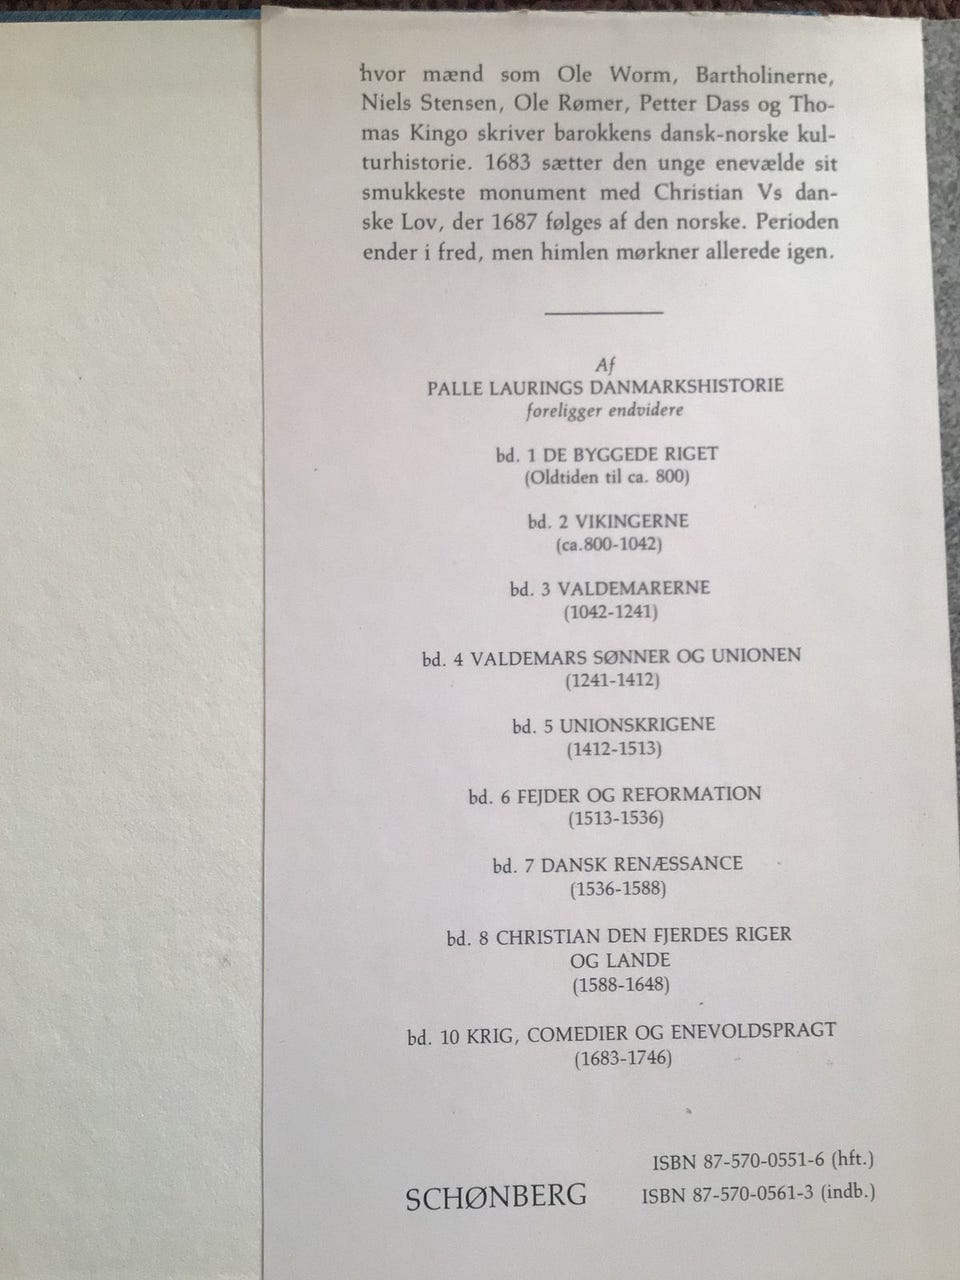 hvor mænd som Ole Worm, Bartholinerne,
Niels Stensen, Ole Rømer, Petter Dass og Tho-
mas Kingo skriver barokkens dansk-norske kul-
turhistorie. 1683 sætter den unge enevælde sit
smukkeste monument med Christian Vs dan-
ske Lov, der 1687 følges af den norske. Perioden
ender i fred, men himlen mørkner allerede igen.
Af
PALLE LAURINGS DANMARKSHISTORIE
foreligger endvidere
bd. 1 DE BYGGEDE RIGET
(Oldtiden til ca. 800)
bd. 2 VIKINGERNE
(ca.800-1042)
bd. 3 VALDEMARERNE
(1042-1241)
bd. 4 VALDEMARS SØNNER OG UNIONEN
(1241-1412)
bd. 5 UNIONSKRIGENE
(1412-1513)
bd. 6 FEJDER OG REFORMATION
(1513-1536)
bd. 7 DANSK RENÆSSANCE
(1536-1588)
bd. 8 CHRISTIAN DEN FJERDES RIGER
OG LANDE
(1588-1648)
bd. 10 KRIG, COMEDIER OG ENEVOLDSPRAGT
(1683-1746)
ISBN 87-570-0551-6 (hft.)
SCHØNBERG ISBN 87-570-0561-3 (indb.)